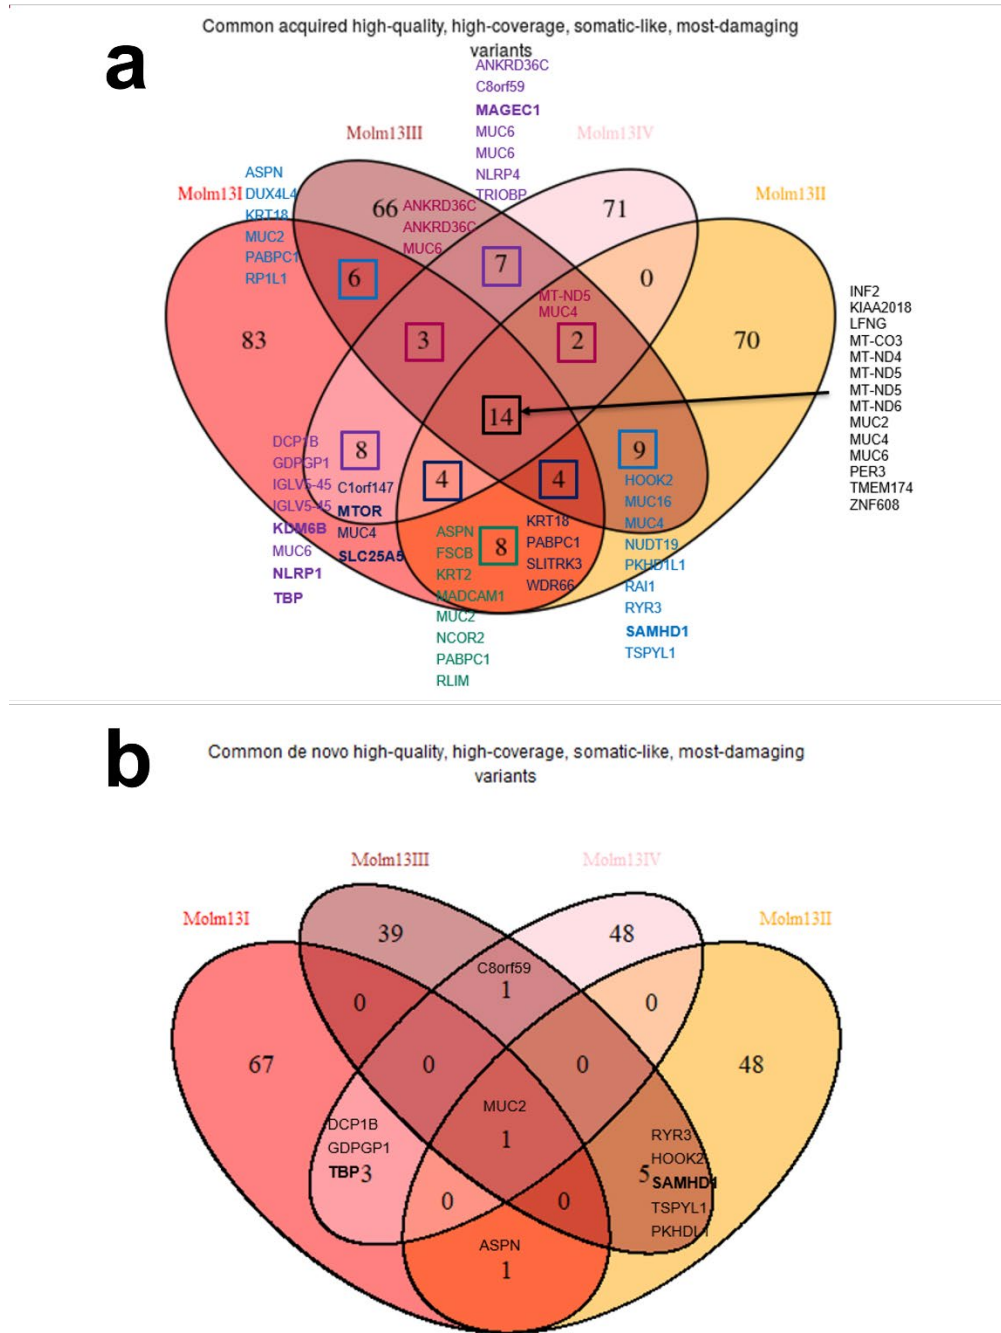 a
Common acquired high-quality, high-coverage, somatic-like, most-damaging
variants
ANKRD36C
C8orf59
MAGEC1
MUC6
MUC6
NLRP4
TRIOBP
Molm13III
Molm13IV
Molm13I
Molm13II
ASPN
DUX4L4
KRT18
MUC2
PABPC1
RP1L1
66
ANKRD36C
ANKRD36C
MUC6
71
6
7
0
MT-ND5
MUC4
83
3
2
70
INF2
KIAA2018
LFNG
MT-CO3
MT-ND4
MT-ND5
MT-ND5
MT-ND6
MUC2
MUC4
MUC6
PER3
TMEM174
ZNF608
14
8
4
4
9
DCP1B
GDPGP1
IGLV5-45
IGLV5-45
KDM6B
MUC6
NLRP1
TBP
C1orf147
MTOR
MUC4
SLC25A5
ASPN
FSCB
KRT2
MADCAM1
MUC2
NCOR2
PABPC1
RLIM
8
KRT18
PABPC1
SLITRK3
WDR66
HOOK2
MUC16
MUC4
NUDT19
PKHD1L1
RAI1
RYR3
SAMHD1
TSPYL1
b
Common de novo high-quality, high-coverage, somatic-like, most-damaging
variants
Molm13III
Molm13IV
Molm13I
Molm13II
39
48
C8orf59
1
0
0
67
0
0
48
MUC2
1
DCP1B
GDPGP1
TBP 3
RYR3
HOOK2
5 SAMHD1
TSPYL1
PKHDL1
0
0
ASPN
1